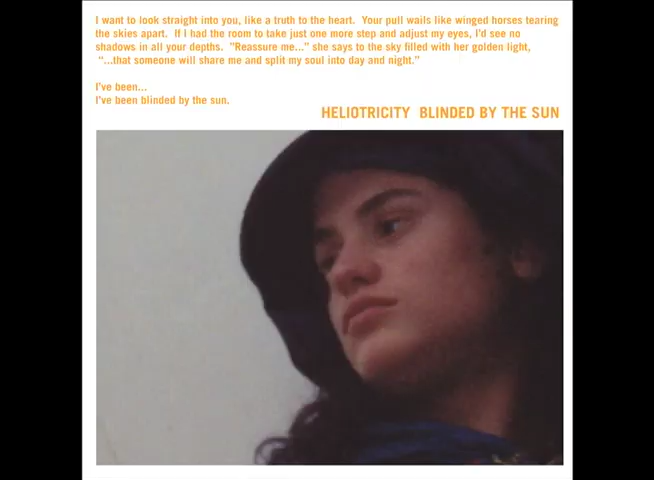 I want to look straight into you, like a truth to the heart.  Your pull wails like winged horses tearing
the skies apart.  If I had the room to take just one more step and adjust my eyes, I'd see no
shadows in all your depths.  "Reassure me..." she says to the sky filled with her golden light,
"...that someone will share me and split my soul into day and night."
I've been...
I've been blinded by the sun.
HELIOTRICITY  BLINDED BY THE SUN